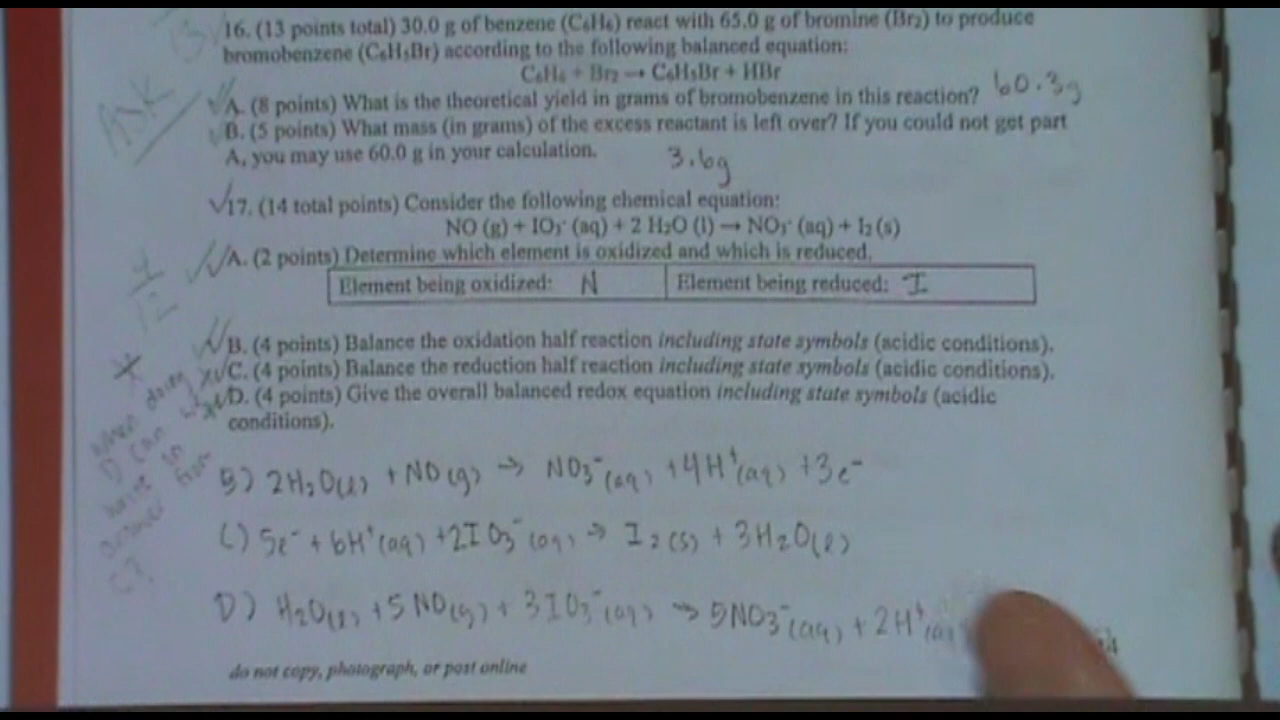 16. (13 points total) 30.0 g of benzene (C₆H₆) react with 65.0 g of bromine (Br₂) to produce
bromobenzene (C₆H₅Br) according to the following balanced equation:
C₆H₆ + Br₂ → C₆H₅Br + HBr
A. (8 points) What is the theoretical yield in grams of bromobenzene in this reaction? 60.3g
B. (5 points) What mass (in grams) of the excess reactant is left over? If you could not get part
A, you may use 60.0 g in your calculation. 3.6g
Ask
17. (14 total points) Consider the following chemical equation:
NO (g) + IO₃⁻ (aq) + 2 H₂O (l) → NO₃⁻ (aq) + I₂ (s)
A. (2 points) Determine which element is oxidized and which is reduced.
Element being oxidized: N Element being reduced: I
B. (4 points) Balance the oxidation half reaction including state symbols (acidic conditions).
C. (4 points) Balance the reduction half reaction including state symbols (acidic conditions).
D. (4 points) Give the overall balanced redox equation including state symbols (acidic
conditions).
when doing
D can
B) 2H₂O(l) + NO(g) → NO₃⁻(aq) + 4H⁺(aq) + 3e⁻
C) 5e⁻ + 6H⁺(aq) + 2IO₃⁻(aq) → I₂(s) + 3H₂O(l)
D) H₂O(l) + 5NO(g) + 3IO₃⁻(aq) → 5NO₃⁻(aq) + 2H⁺(aq
do not copy, photograph, or post online